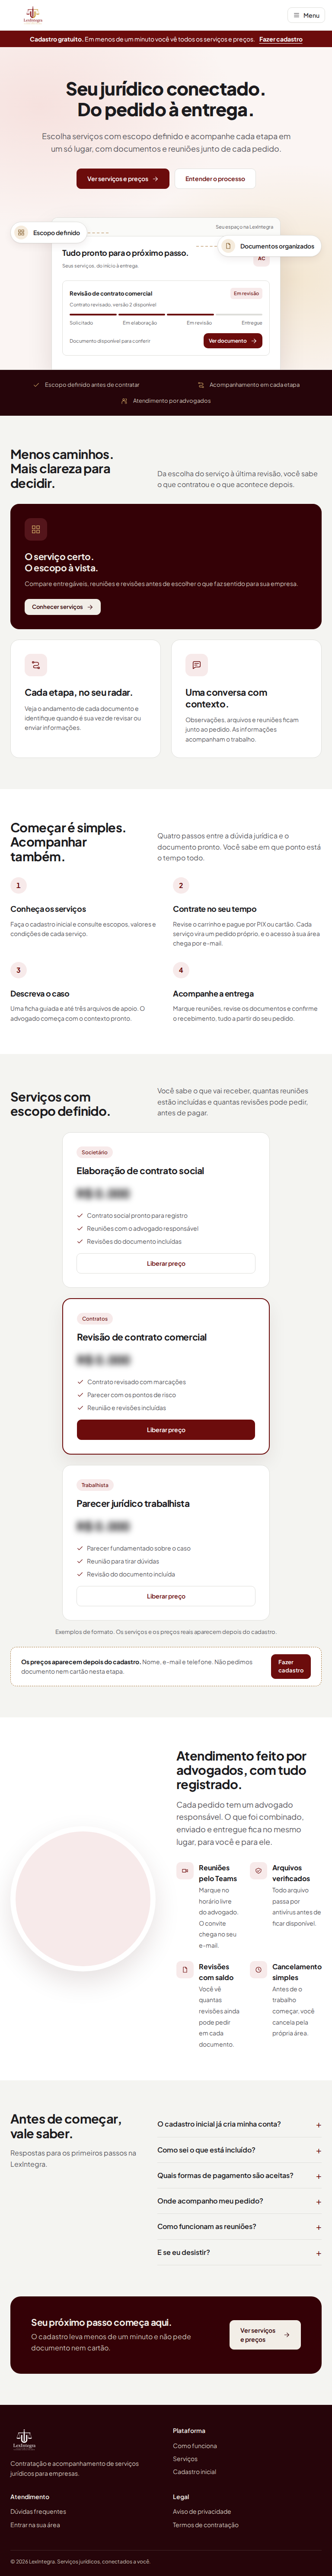 LexIntegra
Menu
Cadastro gratuito. Em menos de um minuto você vê todos os serviços e preços. Fazer cadastro
Seu jurídico conectado.
Do pedido à entrega.
Escolha serviços com escopo definido e acompanhe cada etapa em
um só lugar, com documentos e reuniões junto de cada pedido.
Ver serviços e preços
Entender o processo
Seu espaço na LexIntegra
Escopo definido
Documentos organizados
Tudo pronto para o próximo passo.
Seus serviços, do início à entrega.
AC
Revisão de contrato comercial
Em revisão
Contrato revisado, versão 2 disponível
Solicitado
Em elaboração
Em revisão
Entregue
Documento disponível para conferir
Ver documento
Escopo definido antes de contratar
Acompanhamento em cada etapa
Atendimento por advogados
Menos caminhos.
Mais clareza para
decidir.
Da escolha do serviço à última revisão, você sabe
o que contratou e o que acontece depois.
O serviço certo.
O escopo à vista.
Compare entregáveis, reuniões e revisões antes de escolher o que faz sentido para sua empresa.
Conhecer serviços
Cada etapa, no seu radar.
Veja o andamento de cada documento e
identifique quando é sua vez de revisar ou
enviar informações.
Uma conversa com
contexto.
Observações, arquivos e reuniões ficam
junto ao pedido. As informações
acompanham o trabalho.
Começar é simples.
Acompanhar
também.
Quatro passos entre a dúvida jurídica e o
documento pronto. Você sabe em que ponto está
o tempo todo.
1
Conheça os serviços
Faça o cadastro inicial e consulte escopos, valores e
condições de cada serviço.
2
Contrate no seu tempo
Revise o carrinho e pague por PIX ou cartão. Cada
serviço vira um pedido próprio, e o acesso à sua área
chega por e-mail.
3
Descreva o caso
Uma ficha guiada e até três arquivos de apoio. O
advogado começa com o contexto pronto.
4
Acompanhe a entrega
Marque reuniões, revise os documentos e confirme
o recebimento, tudo a partir do seu pedido.
Serviços com
escopo definido.
Você sabe o que vai receber, quantas reuniões
estão incluídas e quantas revisões pode pedir,
antes de pagar.
Societário
Elaboração de contrato social
Contrato social pronto para registro
Reuniões com o advogado responsável
Revisões do documento incluídas
Liberar preço
Contratos
Revisão de contrato comercial
Contrato revisado com marcações
Parecer com os pontos de risco
Reunião e revisões incluídas
Liberar preço
Trabalhista
Parecer jurídico trabalhista
Parecer fundamentado sobre o caso
Reunião para tirar dúvidas
Revisão do documento incluída
Liberar preço
Exemplos de formato. Os serviços e os preços reais aparecem depois do cadastro.
Os preços aparecem depois do cadastro. Nome, e-mail e telefone. Não pedimos
documento nem cartão nesta etapa.
Fazer
cadastro
Atendimento feito por
advogados, com tudo
registrado.
Cada pedido tem um advogado
responsável. O que foi combinado,
enviado e entregue fica no mesmo
lugar, para você e para ele.
Reuniões
pelo Teams
Marque no
horário livre
do advogado.
O convite
chega no seu
e-mail.
Arquivos
verificados
Todo arquivo
passa por
antivírus antes de
ficar disponível.
Revisões
com saldo
Você vê
quantas
revisões ainda
pode pedir
em cada
documento.
Cancelamento
simples
Antes de o
trabalho
começar, você
cancela pela
própria área.
Antes de começar,
vale saber.
Respostas para os primeiros passos na
LexIntegra.
O cadastro inicial já cria minha conta?
Como sei o que está incluído?
Quais formas de pagamento são aceitas?
Onde acompanho meu pedido?
Como funcionam as reuniões?
E se eu desistir?
Seu próximo passo começa aqui.
O cadastro leva menos de um minuto e não pede
documento nem cartão.
Ver serviços
e preços
LexIntegra
Contratação e acompanhamento de serviços
jurídicos para empresas.
Plataforma
Como funciona
Serviços
Cadastro inicial
Atendimento
Dúvidas frequentes
Entrar na sua área
Legal
Aviso de privacidade
Termos de contratação
© 2026 LexIntegra. Serviços jurídicos, conectados a você.